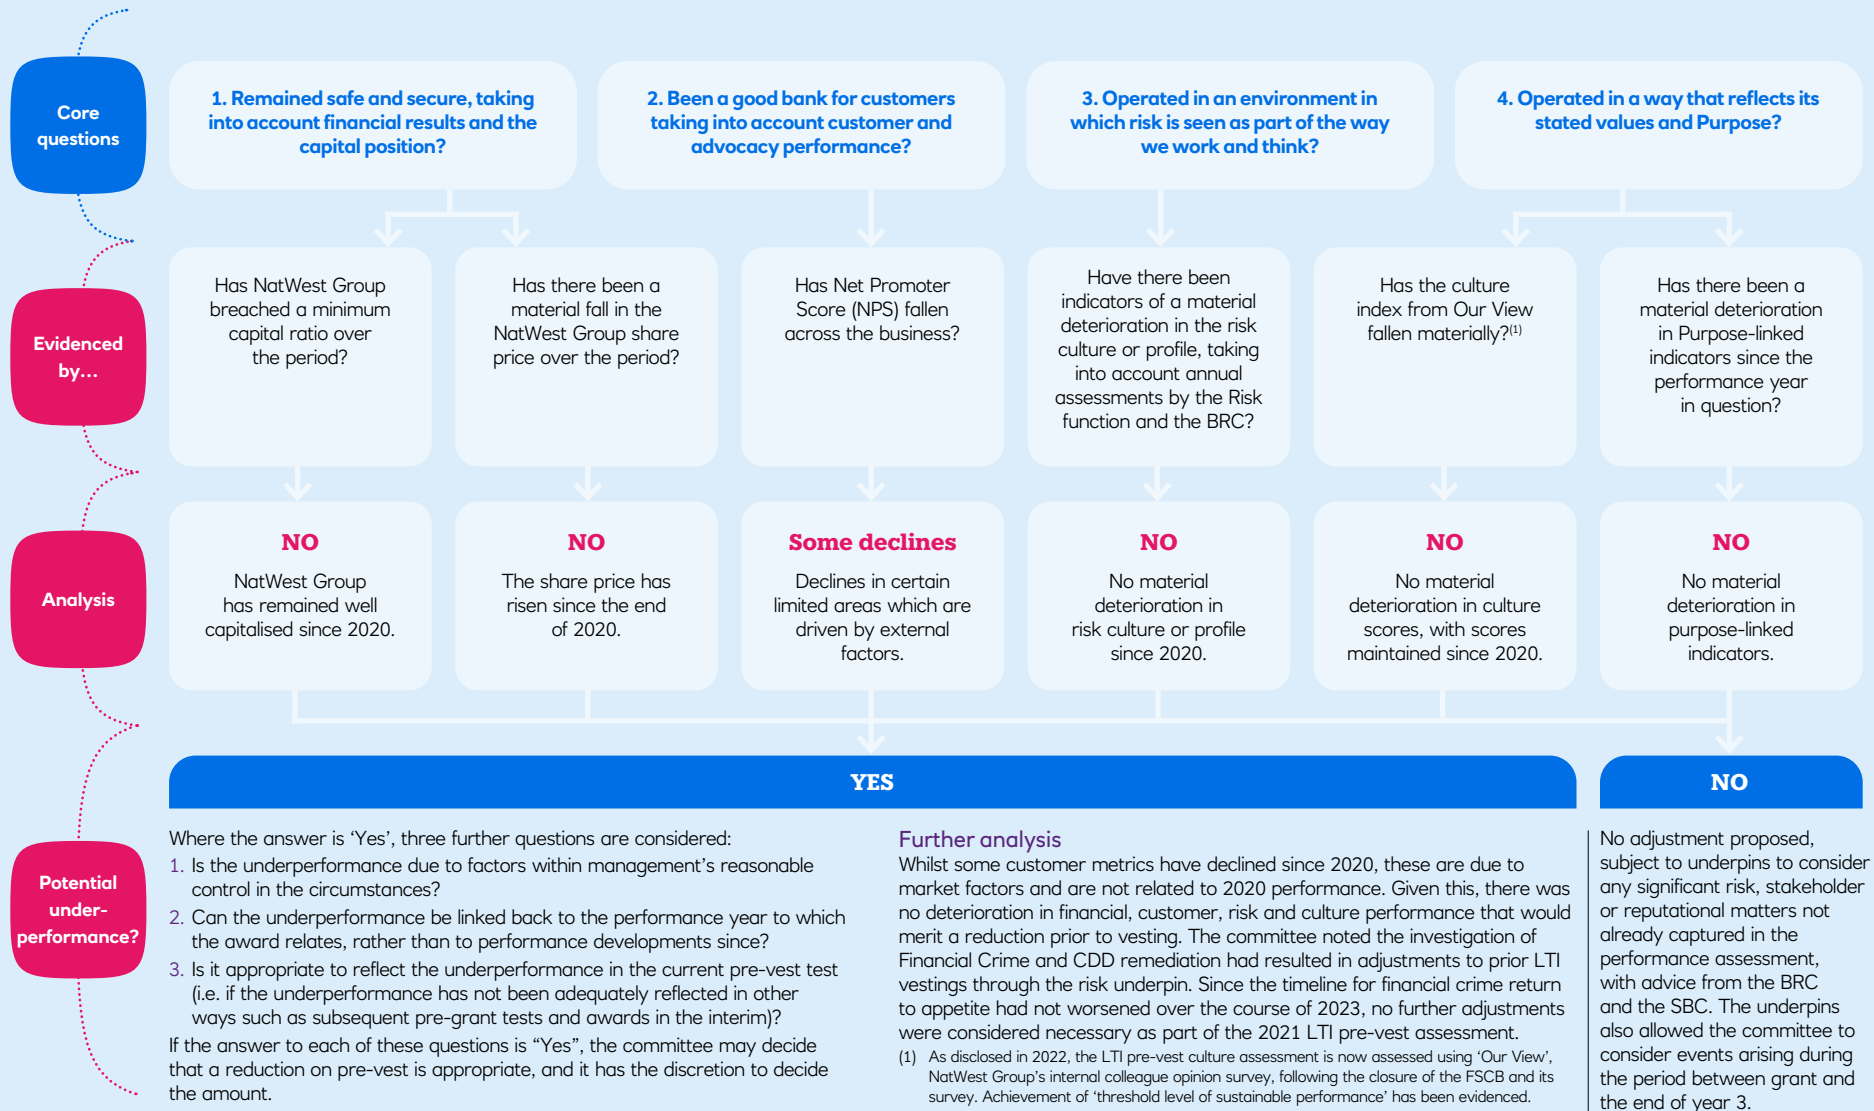 Core
questions
1. Remained safe and secure, taking
into account financial results and the
capital position?
2. Been a good bank for customers
taking into account customer and
advocacy performance?
3. Operated in an environment in
which risk is seen as part of the way
we work and think?
4. Operated in a way that reflects its
stated values and Purpose?
Evidenced
by...
Has NatWest Group
breached a minimum
capital ratio over
the period?
Has there been a
material fall in the
NatWest Group share
price over the period?
Has Net Promoter
Score (NPS) fallen
across the business?
Have there been
indicators of a material
deterioration in the risk
culture or profile, taking
into account annual
assessments by the Risk
function and the BRC?
Has the culture
index from Our View
fallen materially?(1)
Has there been a
material deterioration
in Purpose-linked
indicators since the
performance year
in question?
Analysis
NO
NatWest Group
has remained well
capitalised since 2020.
NO
The share price has
risen since the end
of 2020.
Some declines
Declines in certain
limited areas which are
driven by external
factors.
NO
No material
deterioration in
risk culture or profile
since 2020.
NO
No material
deterioration in culture
scores, with scores
maintained since 2020.
NO
No material
deterioration in
purpose-linked
indicators.
Potential
under-
performance?
YES
Where the answer is ‘Yes’, three further questions are considered:
1. Is the underperformance due to factors within management’s reasonable
control in the circumstances?
2. Can the underperformance be linked back to the performance year to which
the award relates, rather than to performance developments since?
3. Is it appropriate to reflect the underperformance in the current pre-vest test
(i.e. if the underperformance has not been adequately reflected in other
ways such as subsequent pre-grant tests and awards in the interim)?
If the answer to each of these questions is “Yes”, the committee may decide
that a reduction on pre-vest is appropriate, and it has the discretion to decide
the amount.
Further analysis
Whilst some customer metrics have declined since 2020, these are due to
market factors and are not related to 2020 performance. Given this, there was
no deterioration in financial, customer, risk and culture performance that would
merit a reduction prior to vesting. The committee noted the investigation of
Financial Crime and CDD remediation had resulted in adjustments to prior LTI
vestings through the risk underpin. Since the timeline for financial crime return
to appetite had not worsened over the course of 2023, no further adjustments
were considered necessary as part of the 2021 LTI pre-vest assessment.
(1) As disclosed in 2022, the LTI pre-vest culture assessment is now assessed using ‘Our View’,
NatWest Group’s internal colleague opinion survey, following the closure of the FSCB and its
survey. Achievement of ‘threshold level of sustainable performance’ has been evidenced.
NO
No adjustment proposed,
subject to underpins to consider
any significant risk, stakeholder
or reputational matters not
already captured in the
performance assessment,
with advice from the BRC
and the SBC. The underpins
also allowed the committee to
consider events arising during
the period between grant and
the end of year 3.